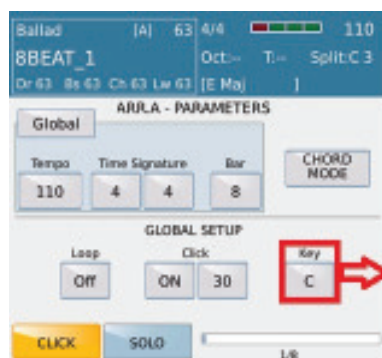 Ballad [A] 63 4/4 110
8BEAT_1 Oct:-- T:-- Split:C 3
Dr 63 Bs 63 Ch 63 Lw 63 [E Maj ]
ARR.A - PARAMETERS
Global
Tempo Time Signature Bar CHORD MODE
110 4 4 8
GLOBAL SETUP
Loop Click Key
Off ON 30 C
CLICK SOLO 1/8